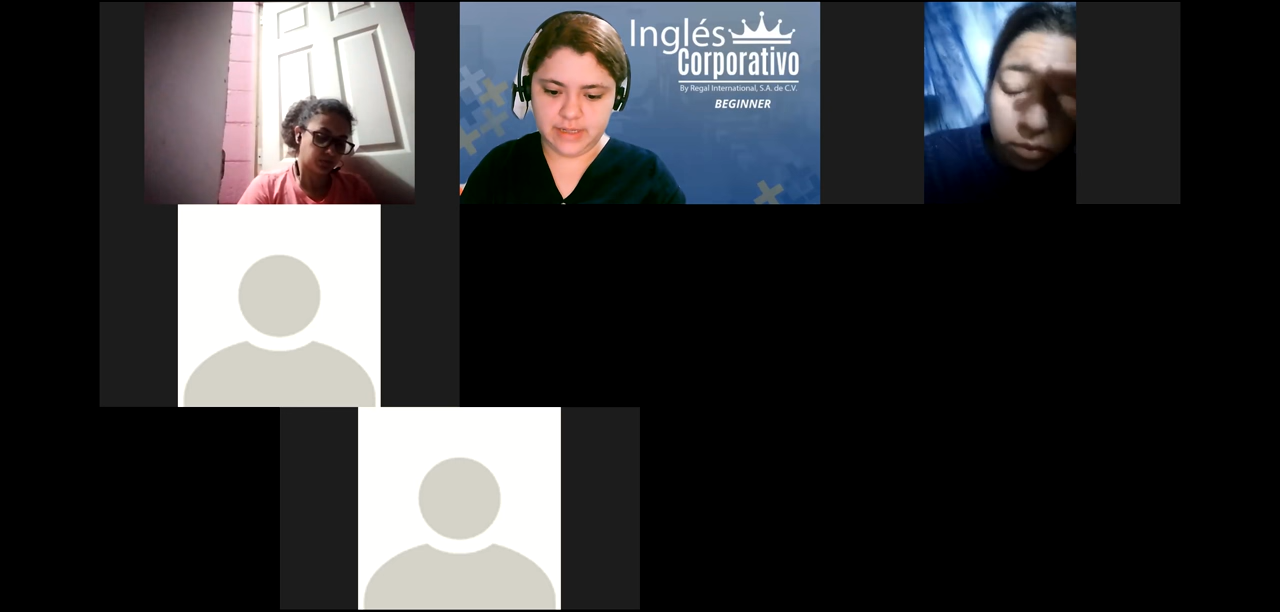 Inglés
Corporativo
By Regal International, S.A. de C.V.
BEGINNER